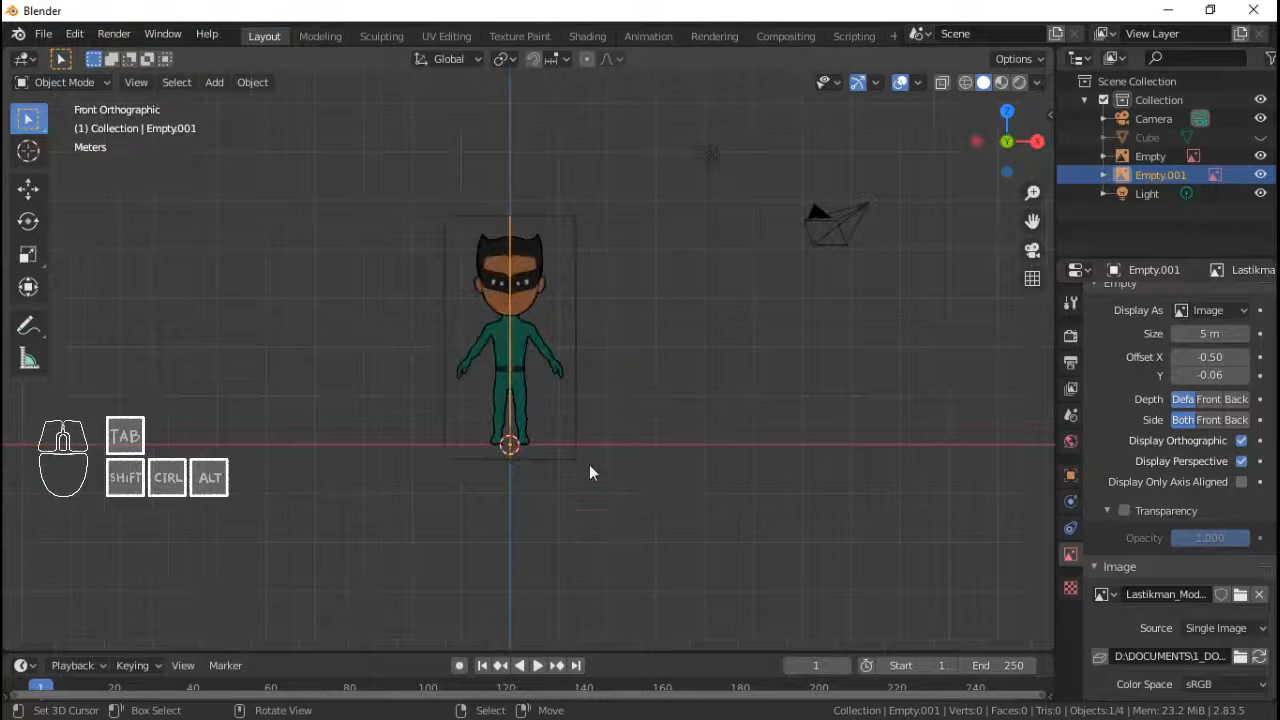 Blender
File Edit Render Window Help Layout Modeling Sculpting UV Editing Texture Paint Shading Animation Rendering Compositing Scripting + Scene View Layer
Global Options
Object Mode View Select Add Object
Front Orthographic
(1) Collection | Empty.001
Meters
Scene Collection
Collection
Camera
Cube
Empty
Empty.001
Light
Z
Y
X
Empty.001 Lastikma
Empty
Display As Image
Size 5 m
Offset X -0.50
Y -0.06
Depth Defa Front Back
Side Both Front Back
Display Orthographic
Display Perspective
Display Only Axis Aligned
Transparency
Opacity 1.000
Image
Lastikman_Mod...
Source Single Image
D:\DOCUMENTS\1_DO...
Color Space sRGB
TAB
SHIFT CTRL ALT
Playback Keying View Marker 1 Start 1 End 250
1 20 40 60 80 100 120 140 160 180 200 220 240
Set 3D Cursor Box Select Rotate View Select Move Collection | Empty.001 | Verts:0 | Faces:0 | Tris:0 | Objects:1/4 | Mem: 23.2 MiB | 2.83.5